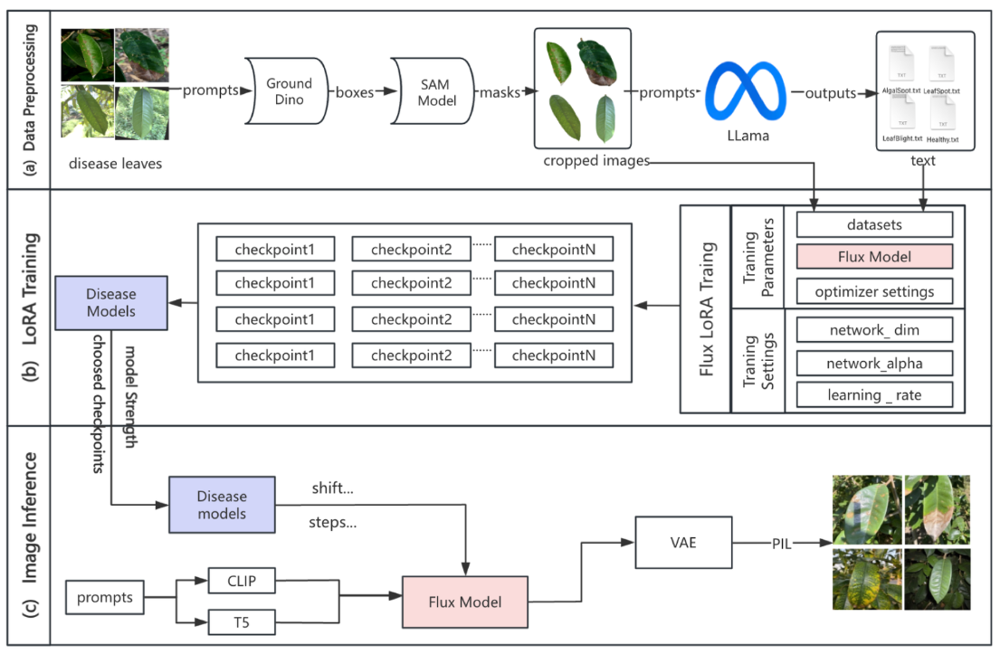 (a) Data Preprocessing
disease leaves
prompts
Ground
Dino
boxes
SAM
Model
masks
cropped images
prompts
LLama
outputs
TXT
TXT
AlgalSpot.txt
LeafSpot.txt
TXT
TXT
LeafBlight.txt
Healthy.txt
text
(b) LoRA Training
Disease
Models
model Strength
choosed checkpoints
checkpoint1
checkpoint2
......
checkpointN
checkpoint1
checkpoint2
......
checkpointN
checkpoint1
checkpoint2
......
checkpointN
checkpoint1
checkpoint2
......
checkpointN
Flux LoRA Traing
Traning
Parameters
datasets
Flux Model
optimizer settings
Traning
Settings
network_ dim
network_alpha
learning _ rate
(c) Image Inference
Disease
models
shift...
steps...
prompts
CLIP
T5
Flux Model
VAE
PIL